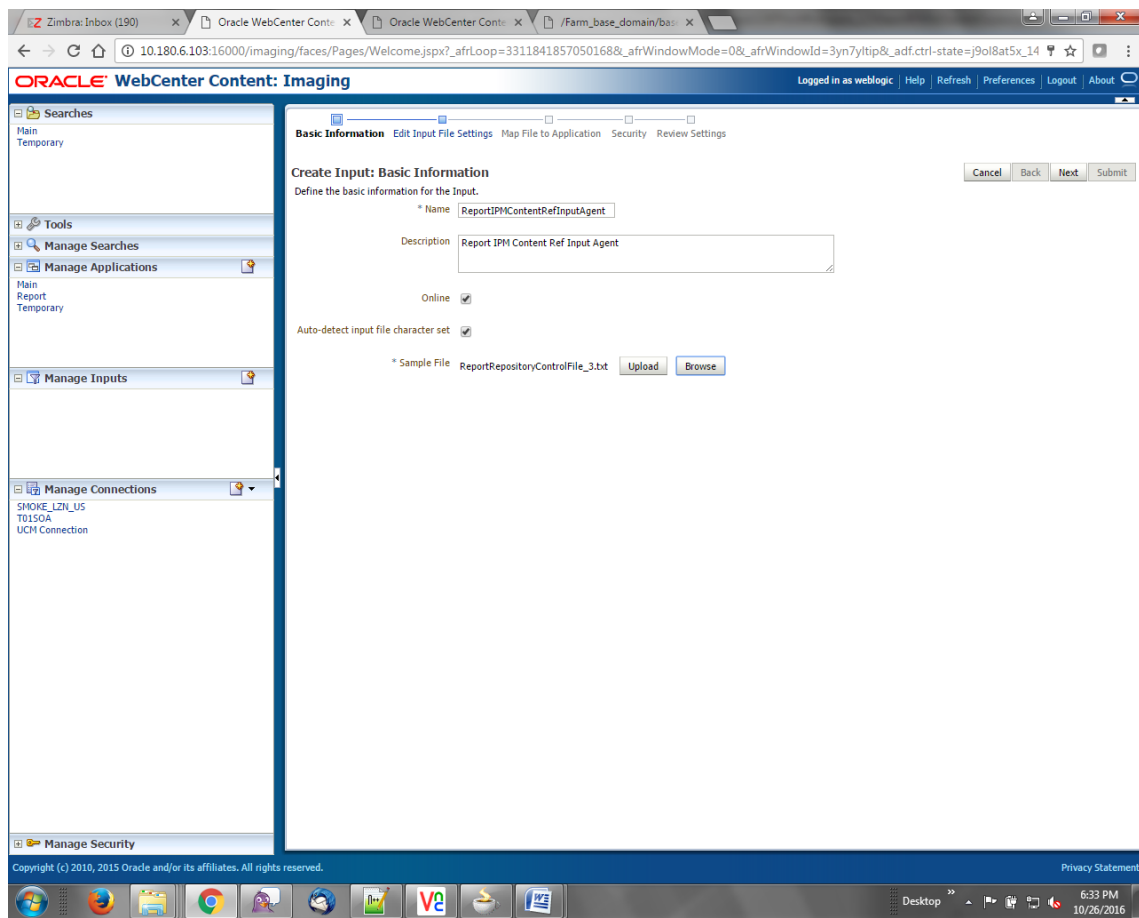 Zimbra: Inbox (190)
Oracle WebCenter Conte
Oracle WebCenter Conte
/Farm_base_domain/bas
10.180.6.103:16000/imaging/faces/Pages/Welcome.jspx?_afrLoop=3311841857050168&_afrWindowMode=0&_afrWindowId=3yn7yltip&_adf.ctrl-state=j9ol8at5x_14
ORACLE WebCenter Content: Imaging
Logged in as weblogic Help Refresh Preferences Logout About
Searches
Main
Temporary
Tools
Manage Searches
Manage Applications
Main
Report
Temporary
Manage Inputs
Manage Connections
SMOKE_LZN_US
T01SOA
UCM Connection
Manage Security
Basic Information Edit Input File Settings Map File to Application Security Review Settings
Create Input: Basic Information
Cancel Back Next Submit
Define the basic information for the Input.
* Name ReportIPMContentRefInputAgent
Description Report IPM Content Ref Input Agent
Online
Auto-detect input file character set
* Sample File ReportRepositoryControlFile_3.txt Upload Browse
Copyright (c) 2010, 2015 Oracle and/or its affiliates. All rights reserved.
Privacy Statement
Desktop
6:33 PM
10/26/2016